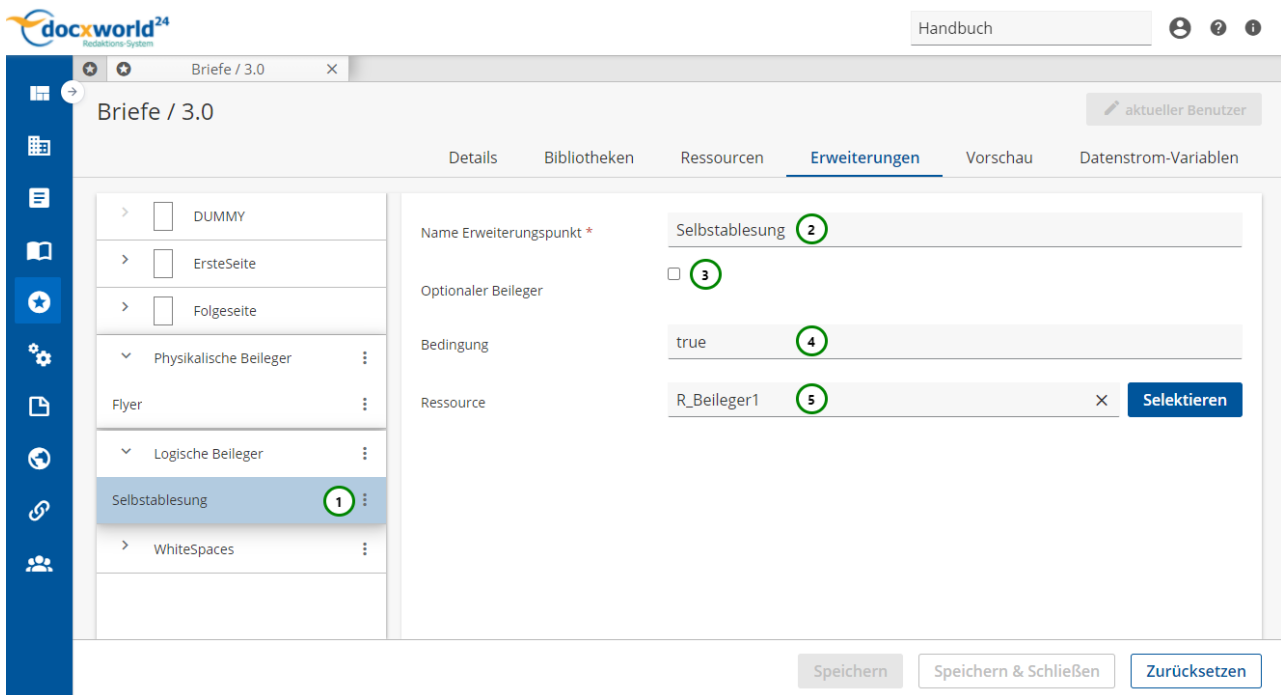 docxworld24
Redaktions-System
Handbuch
Briefe / 3.0
Briefe / 3.0
aktueller Benutzer
Details Bibliotheken Ressourcen Erweiterungen Vorschau Datenstrom-Variablen
DUMMY
ErsteSeite
Folgeseite
Physikalische Beileger
Flyer
Logische Beileger
Selbstablesung 1
WhiteSpaces
Name Erweiterungspunkt * Selbstablesung 2
Optionaler Beileger 3
Bedingung true 4
Ressource R_Beileger1 5 Selektieren
Speichern Speichern & Schließen Zurücksetzen